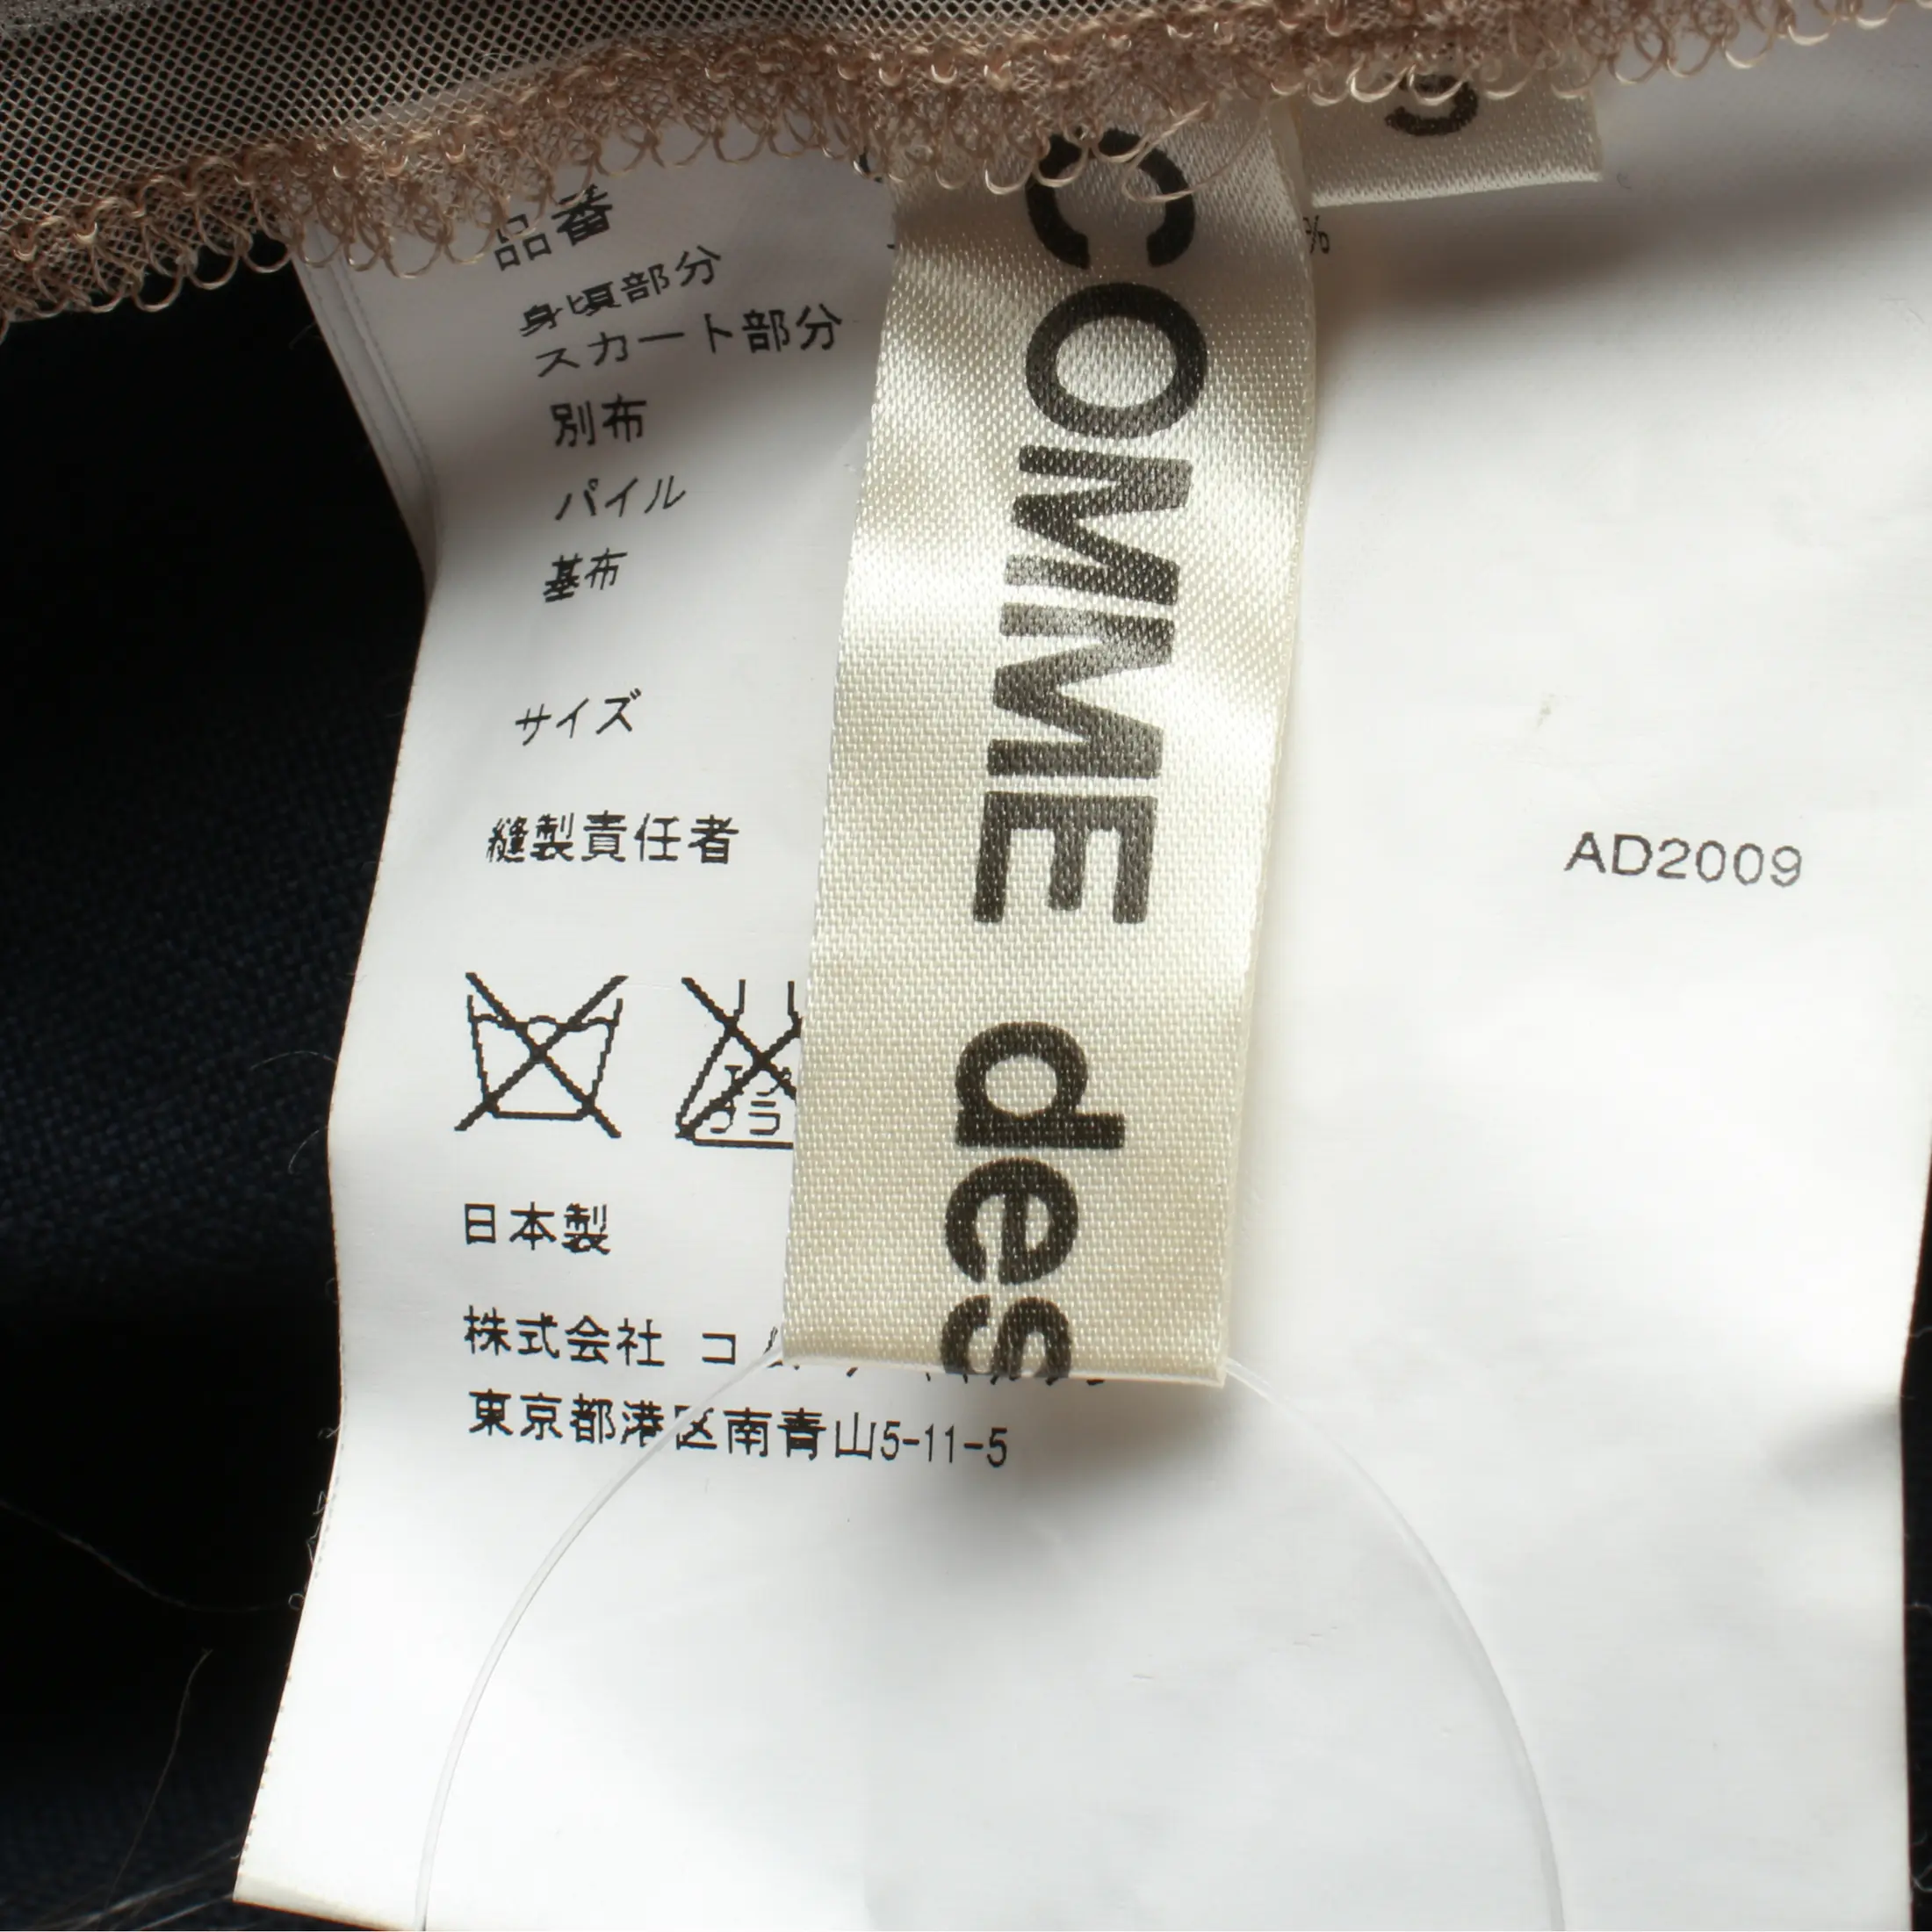 品番
身頃部分
スカート部分
別布
パイル
基布
サイズ
縫製責任者
日本製
株式会社 コ
東京都港区南青山5-11-5
COMME des
%
AD2009